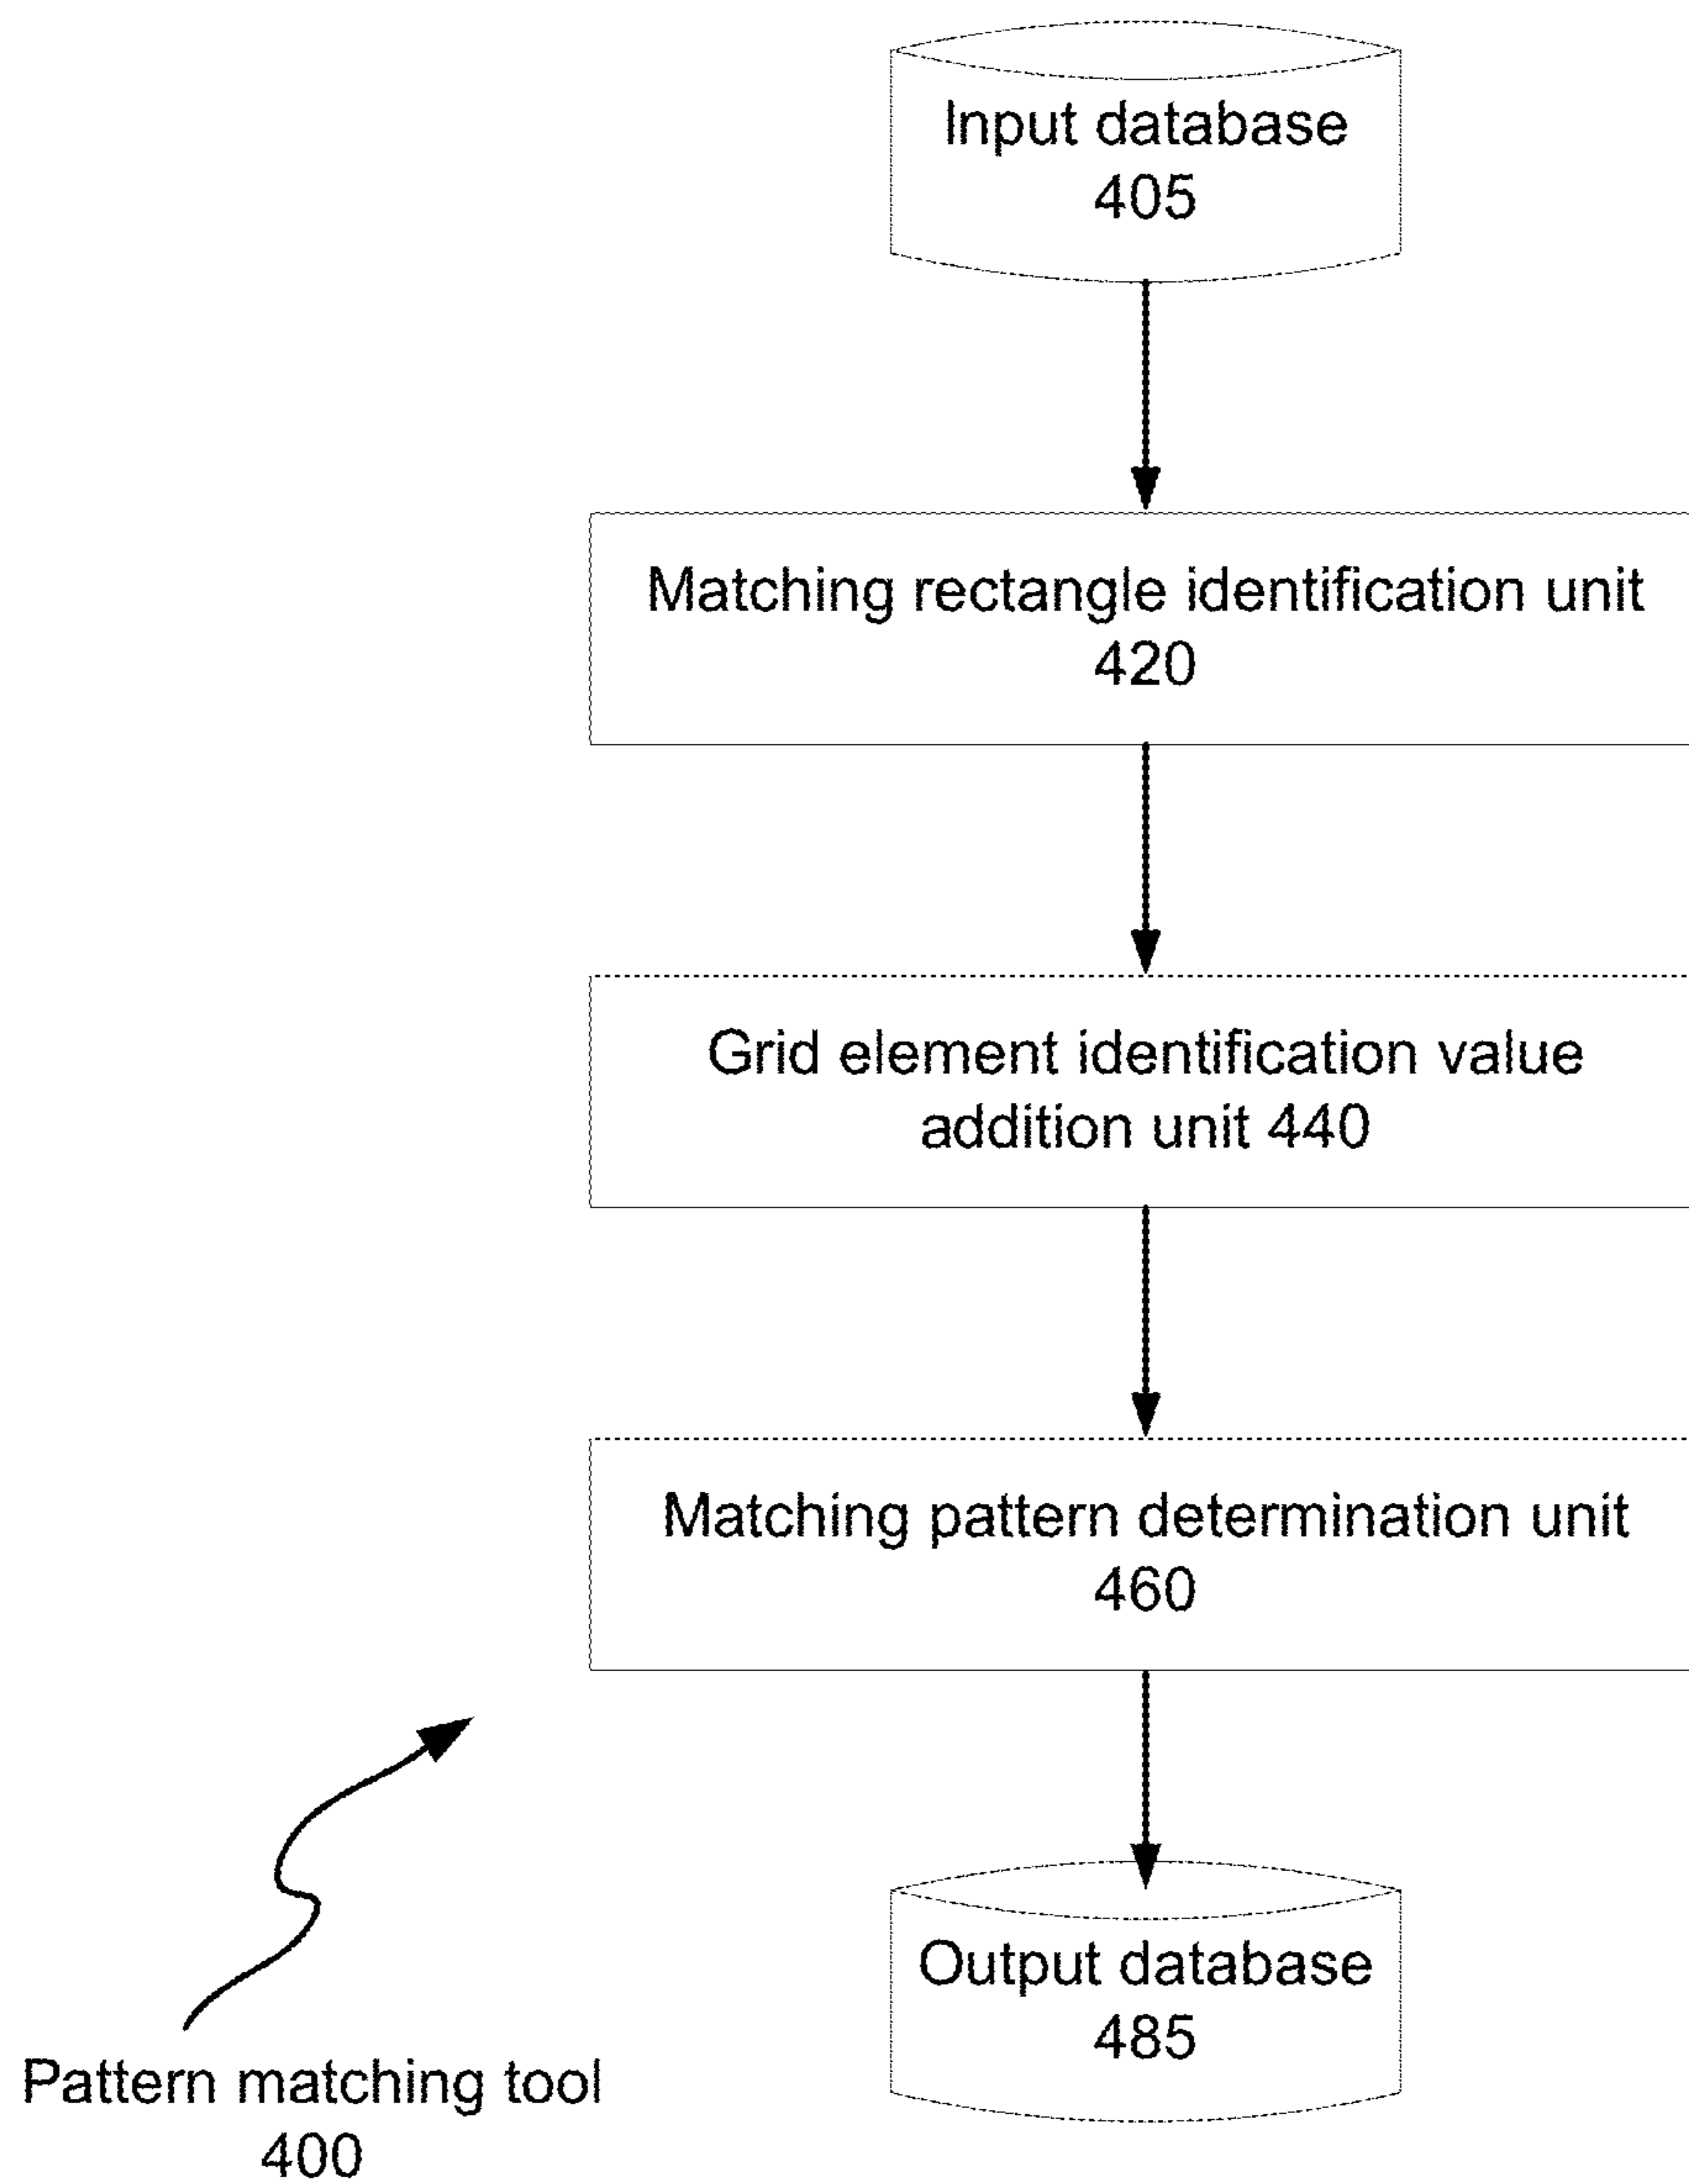 Input database
405
Matching rectangle identification unit
420
Grid element identification value
addition unit 440
Matching pattern determination unit
460
Output database
485
Pattern matching tool
400